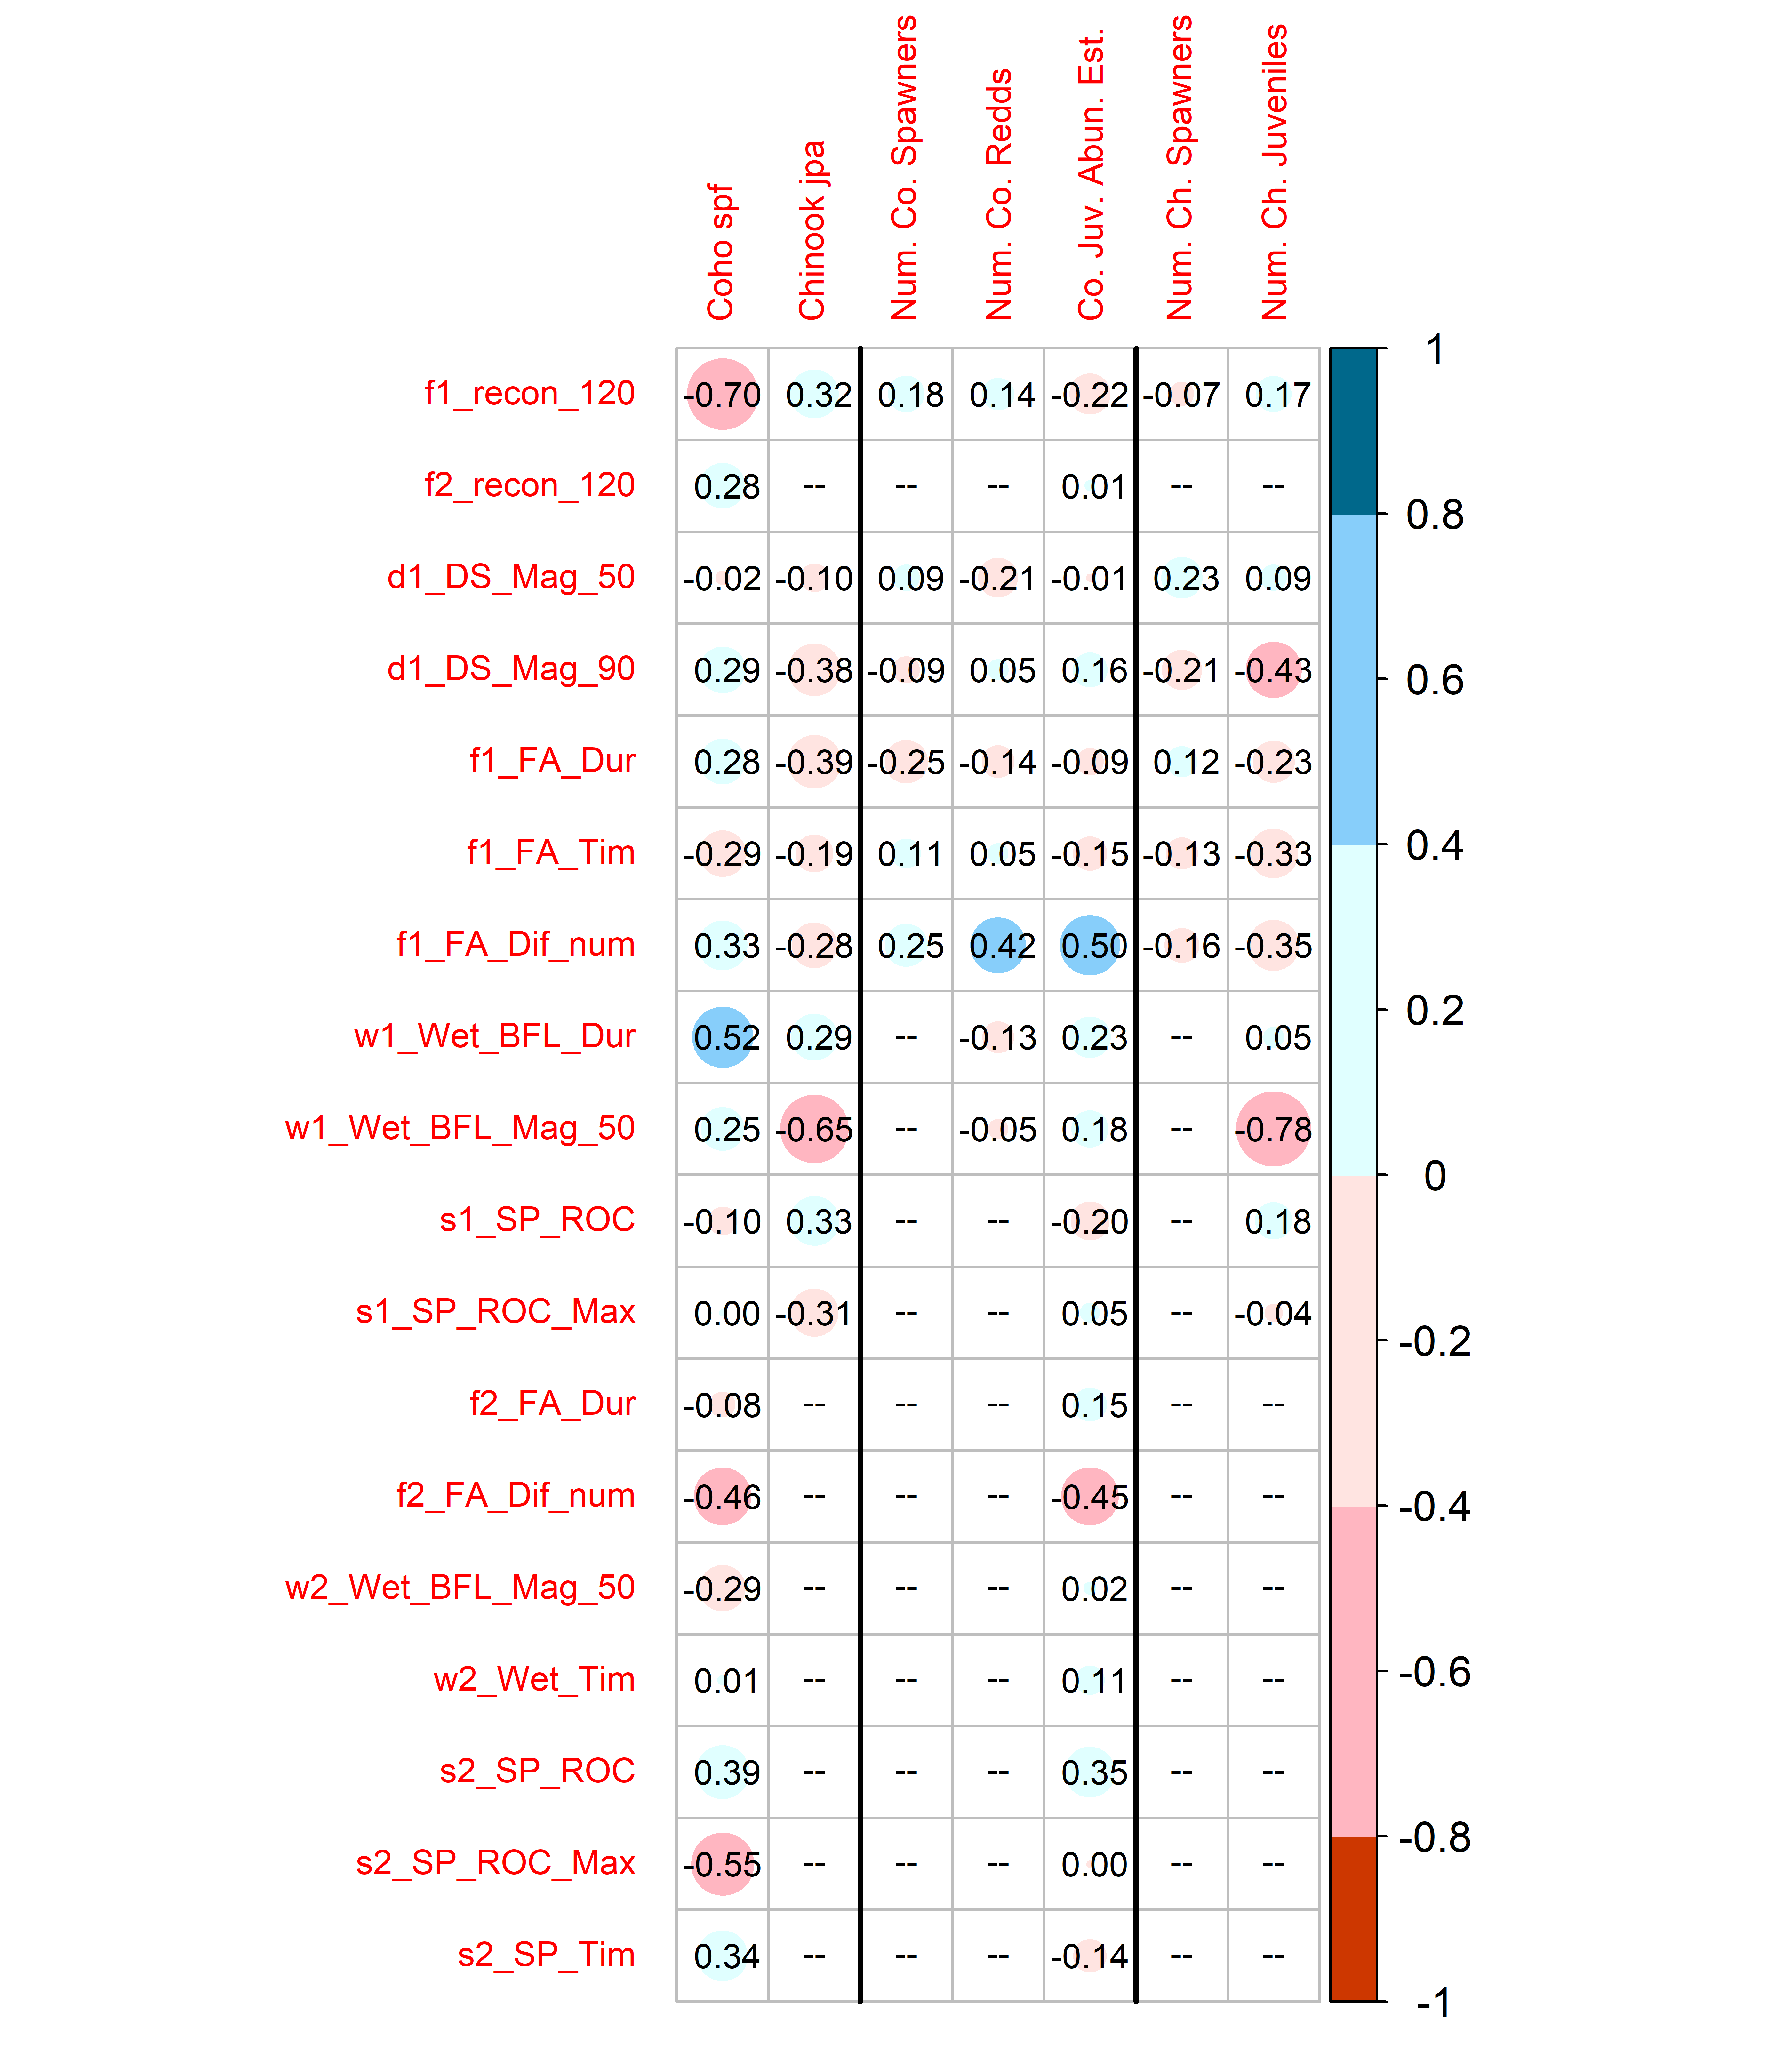 Coho spf
Chinook jpa
Num. Co. Spawners
Num. Co. Redds
Co. Juv. Abun. Est.
Num. Ch. Spawners
Num. Ch. Juveniles
f1_recon_120 -0.70 0.32 0.18 0.14 -0.22 -0.07 0.17
f2_recon_120 0.28 -- -- -- 0.01 -- --
d1_DS_Mag_50 -0.02 -0.10 0.09 -0.21 -0.01 0.23 0.09
d1_DS_Mag_90 0.29 -0.38 -0.09 0.05 0.16 -0.21 -0.43
f1_FA_Dur 0.28 -0.39 -0.25 -0.14 -0.09 0.12 -0.23
f1_FA_Tim -0.29 -0.19 0.11 0.05 -0.15 -0.13 -0.33
f1_FA_Dif_num 0.33 -0.28 0.25 0.42 0.50 -0.16 -0.35
w1_Wet_BFL_Dur 0.52 0.29 -- -0.13 0.23 -- 0.05
w1_Wet_BFL_Mag_50 0.25 -0.65 -- -0.05 0.18 -- -0.78
s1_SP_ROC -0.10 0.33 -- -- -0.20 -- 0.18
s1_SP_ROC_Max 0.00 -0.31 -- -- 0.05 -- -0.04
f2_FA_Dur -0.08 -- -- -- 0.15 -- --
f2_FA_Dif_num -0.46 -- -- -- -0.45 -- --
w2_Wet_BFL_Mag_50 -0.29 -- -- -- 0.02 -- --
w2_Wet_Tim 0.01 -- -- -- 0.11 -- --
s2_SP_ROC 0.39 -- -- -- 0.35 -- --
s2_SP_ROC_Max -0.55 -- -- -- 0.00 -- --
s2_SP_Tim 0.34 -- -- -- -0.14 -- --
1
0.8
0.6
0.4
0.2
0
-0.2
-0.4
-0.6
-0.8
-1